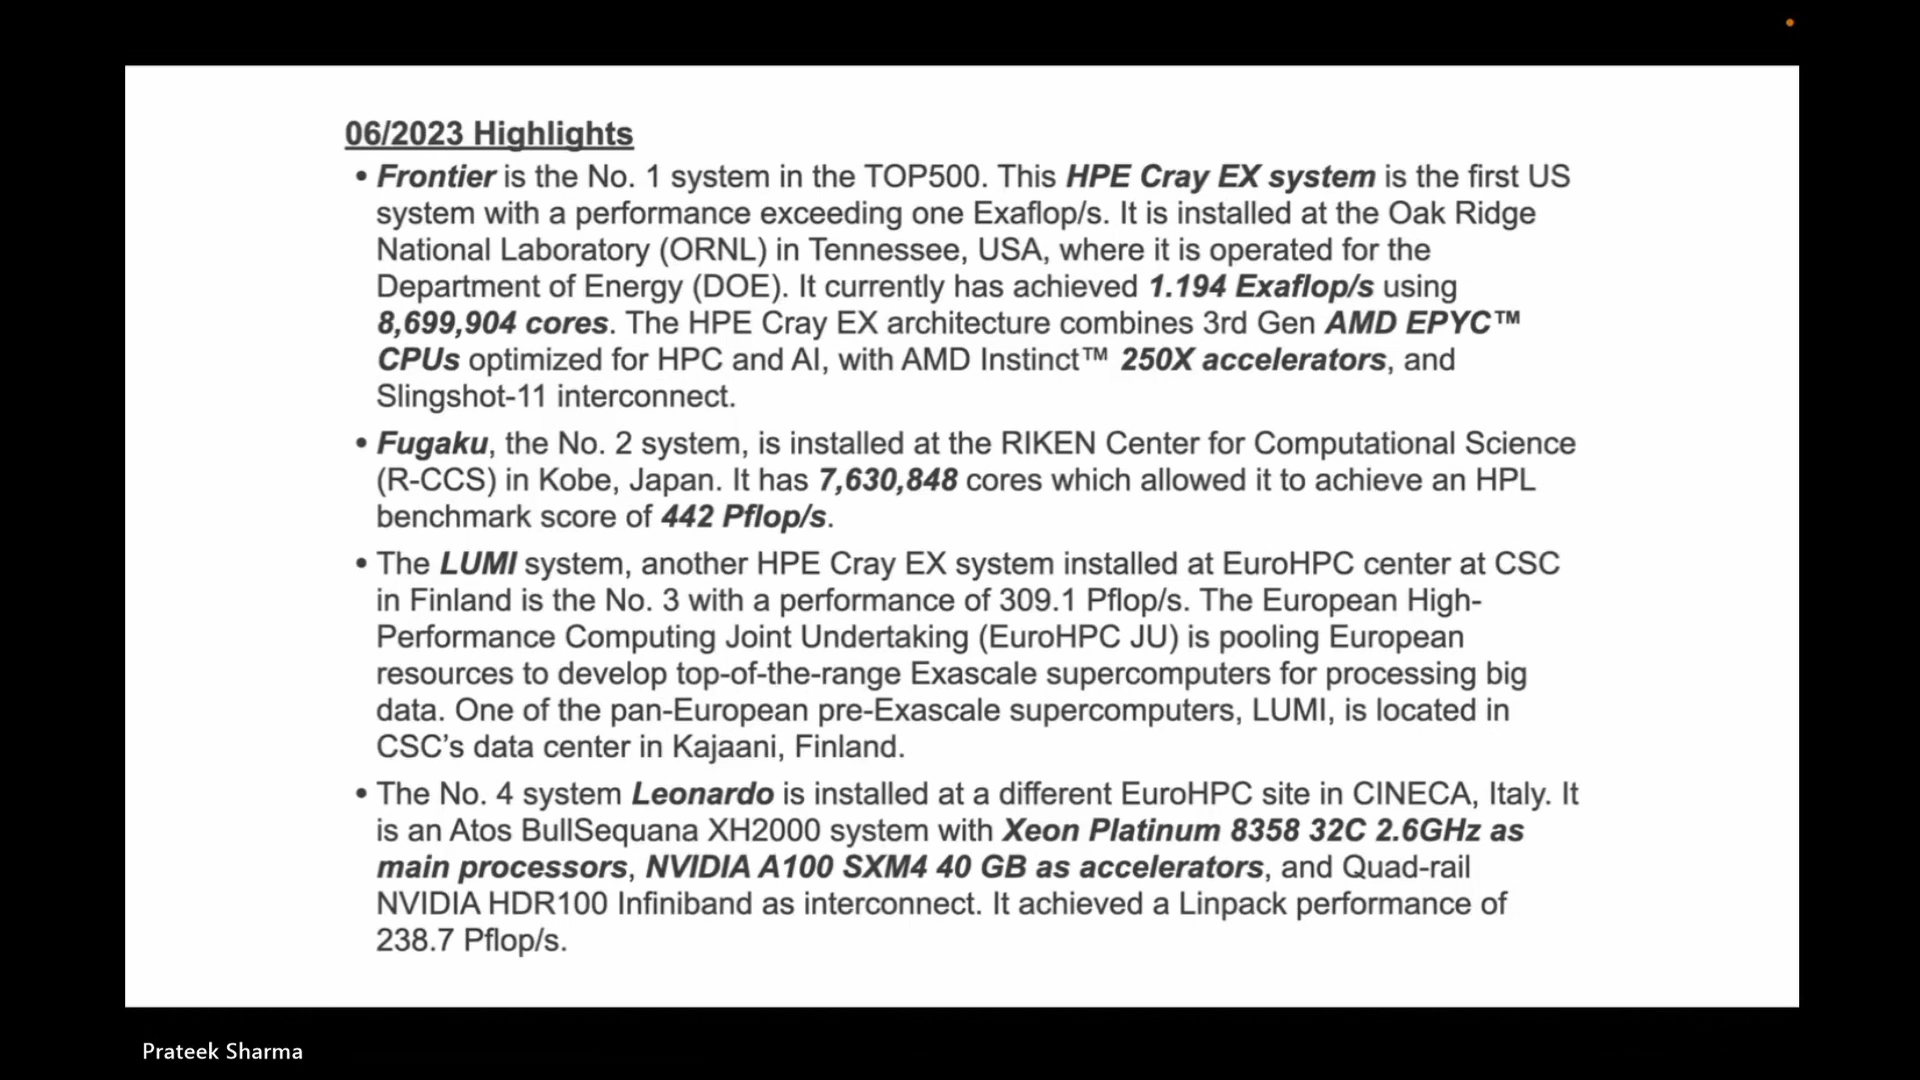 06/2023 Highlights
• Frontier is the No. 1 system in the TOP500. This HPE Cray EX system is the first US
system with a performance exceeding one Exaflop/s. It is installed at the Oak Ridge
National Laboratory (ORNL) in Tennessee, USA, where it is operated for the
Department of Energy (DOE). It currently has achieved 1.194 Exaflop/s using
8,699,904 cores. The HPE Cray EX architecture combines 3rd Gen AMD EPYC™
CPUs optimized for HPC and AI, with AMD Instinct™ 250X accelerators, and
Slingshot-11 interconnect.
• Fugaku, the No. 2 system, is installed at the RIKEN Center for Computational Science
(R-CCS) in Kobe, Japan. It has 7,630,848 cores which allowed it to achieve an HPL
benchmark score of 442 Pflop/s.
• The LUMI system, another HPE Cray EX system installed at EuroHPC center at CSC
in Finland is the No. 3 with a performance of 309.1 Pflop/s. The European High-
Performance Computing Joint Undertaking (EuroHPC JU) is pooling European
resources to develop top-of-the-range Exascale supercomputers for processing big
data. One of the pan-European pre-Exascale supercomputers, LUMI, is located in
CSC’s data center in Kajaani, Finland.
• The No. 4 system Leonardo is installed at a different EuroHPC site in CINECA, Italy. It
is an Atos BullSequana XH2000 system with Xeon Platinum 8358 32C 2.6GHz as
main processors, NVIDIA A100 SXM4 40 GB as accelerators, and Quad-rail
NVIDIA HDR100 Infiniband as interconnect. It achieved a Linpack performance of
238.7 Pflop/s.
Prateek Sharma